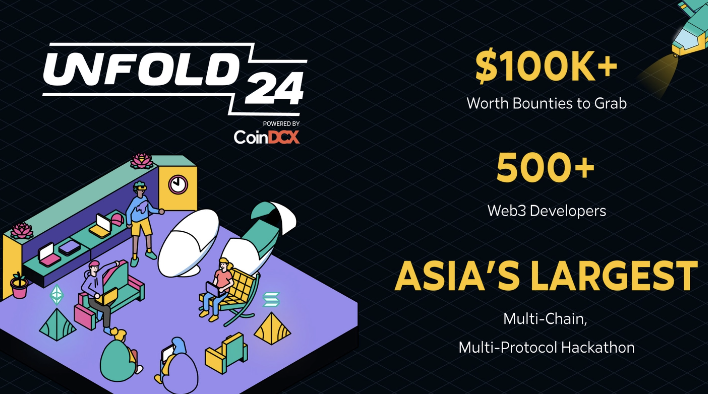 UNFOLD
24
POWERED BY
CoinDCX
$100K+
Worth Bounties to Grab
500+
Web3 Developers
ASIA'S LARGEST
Multi-Chain,
Multi-Protocol Hackathon